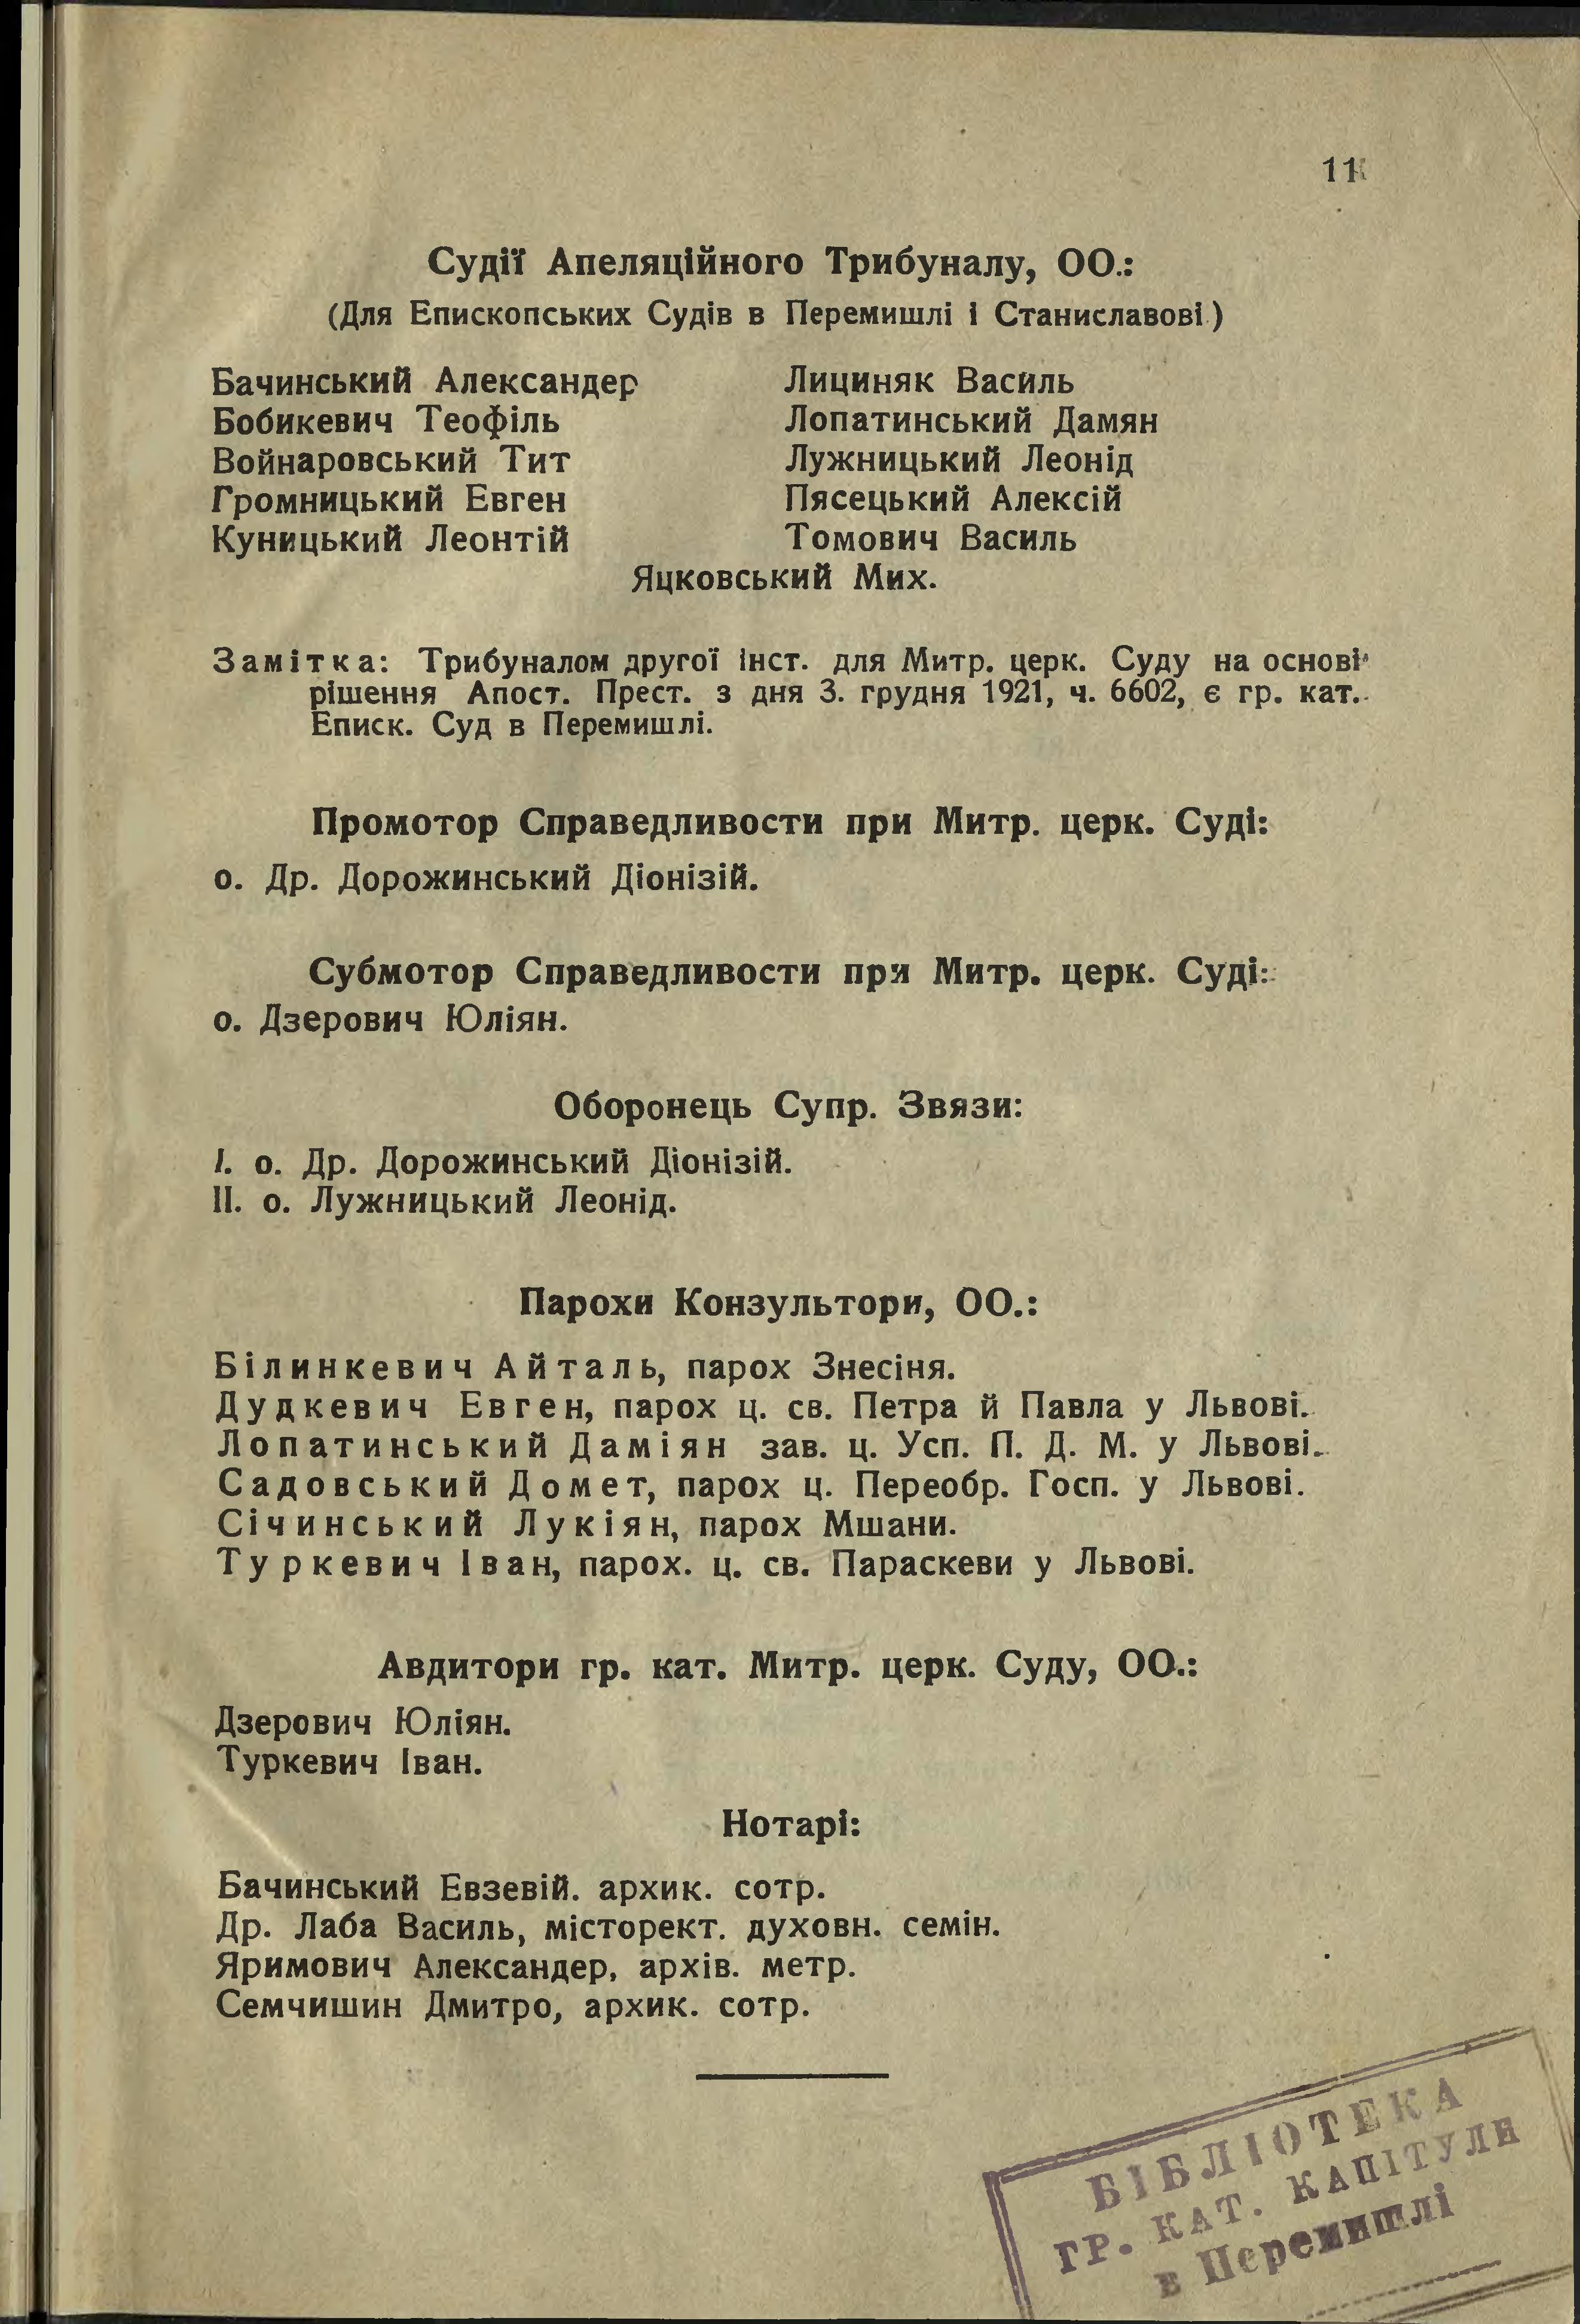 11
Судії Апеляційного Трибуналу, ОО.:
(Для Епископських Судів в Перемишлі і Станиславові)
Бачинський Александер
Бобикевич Теофіль
Войнаровський Тит
Громницький Евген
Куницький Леонтій
Лициняк Василь
Лопатинський Дамян
Лужницький Леонід
Пясецький Алексій
Томович Василь
Яцковський Мих.
Замітка: Трибуналом другої інст. для Митр. церк. Суду на основі
рішення Апост. Прест. з дня 3. грудня 1921, ч. 6602, є гр. кат.
Еписк. Суд в Перемишлі.
Промотор Справедливости при Митр. церк. Суді:
о. Др. Дорожинський Діонізій.
Субмотор Справедливости при Митр. церк. Суді:
о. Дзерович Юліян.
Оборонець Супр. Звязи:
I. о. Др. Дорожинський Діонізій.
II. о. Лужницький Леонід.
Парохи Конзультори, ОО.:
Білинкевич Айталь, парох Знесіня.
Дудкевич Евген, парох ц. св. Петра й Павла у Львові.
Лопатинський Даміян зав. ц. Усп. П. Д. М. у Львові.
Садовський Домет, парох ц. Переобр. Госп. у Львові.
Січинський Лукіян, парох Мшани.
Туркевич Іван, парох. ц. св. Параскеви у Львові.
Авдитори гр. кат. Митр. церк. Суду, ОО.:
Дзерович Юліян.
Туркевич Іван.
Нотарі:
Бачинський Евзевій. архик. сотр.
Др. Лаба Василь, місторект. духовн. семін.
Яримович Александер, архів. метр.
Семчишин Дмитро, архик. сотр.
БІБЛІОТЕКА
ГР. КАТ. КАПІТУЛИ
в Перемишлі